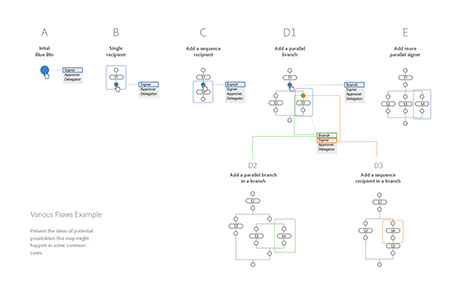 A
B
C
D1
E
Intial
Blue Btn
Single
recipient
Add a sequence
recipient
Add a parallel
branch
Add more
parallel signer
Signer
Approver
Delegator
Signer
Approver
Delegator
Branch
Signer
Approver
Delegator
Branch
Signer
Approver
Delegator
Branch
Signer
Approver
Delegator
D2
D3
Add a parallel branch
in a branch
Add a sequence
recipient in a branch
Various Flows Example
Present the ideas of potential
possibilities this map might
happen in some common
cases.